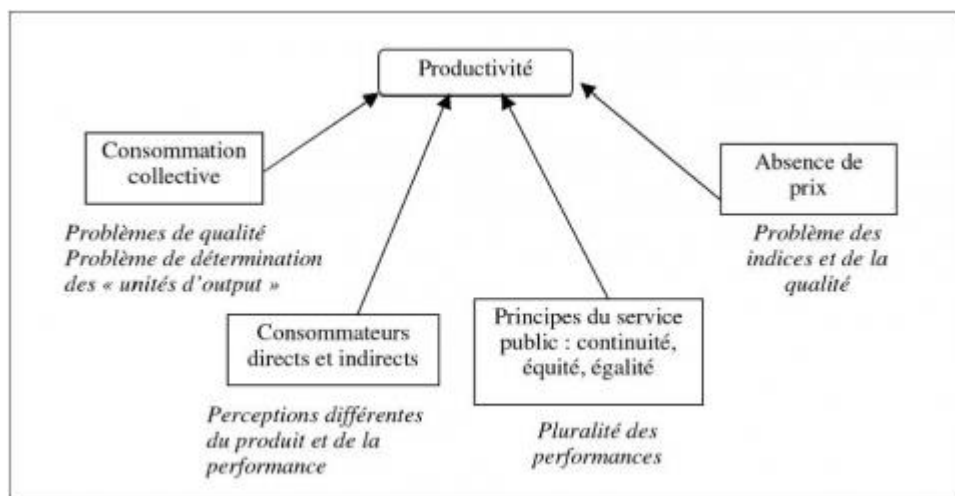 Productivité
Consommation
collective
Problèmes de qualité
Problème de détermination
des « unités d'output »
Absence de
prix
Problème des
indices et de la
qualité
Consommateurs
directs et indirects
Perceptions différentes
du produit et de la
performance
Principes du service
public : continuité,
équité, égalité
Pluralité des
performances